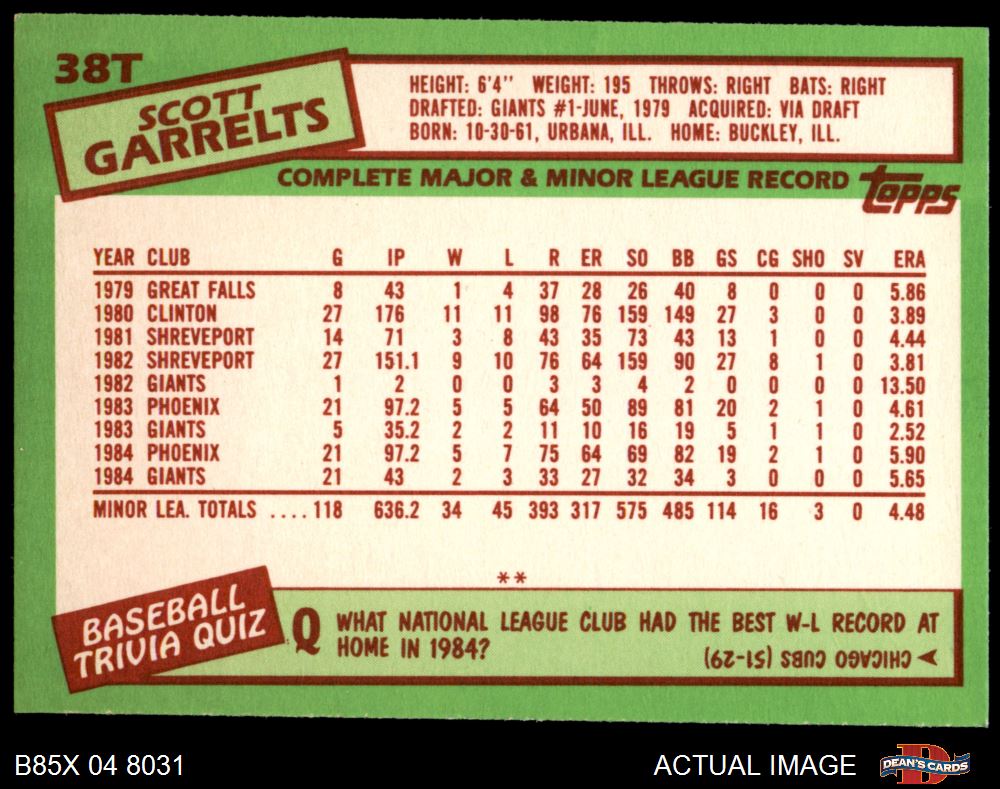 38T
SCOTT
GARRELTS
HEIGHT: 6'4" WEIGHT: 195 THROWS: RIGHT BATS: RIGHT
DRAFTED: GIANTS #1-JUNE, 1979 ACQUIRED: VIA DRAFT
BORN: 10-30-61, URBANA, ILL. HOME: BUCKLEY, ILL.
COMPLETE MAJOR & MINOR LEAGUE RECORD topps
YEAR CLUB G IP W L R ER SO BB GS CG SHO SV ERA
1979 GREAT FALLS 8 43 1 4 37 28 26 40 8 0 0 0 5.86
1980 CLINTON 27 176 11 11 98 76 159 149 27 3 0 0 3.89
1981 SHREVEPORT 14 71 3 8 43 35 73 43 13 1 0 0 4.44
1982 SHREVEPORT 27 151.1 9 10 76 64 159 90 27 8 1 0 3.81
1982 GIANTS 1 2 0 0 3 3 4 2 0 0 0 0 13.50
1983 PHOENIX 21 97.2 5 5 64 50 89 81 20 2 1 0 4.61
1983 GIANTS 5 35.2 2 2 11 10 16 19 5 1 1 0 2.52
1984 PHOENIX 21 97.2 5 7 75 64 69 82 19 2 1 0 5.90
1984 GIANTS 21 43 2 3 33 27 32 34 3 0 0 0 5.65
MINOR LEA. TOTALS .... 118 636.2 34 45 393 317 575 485 114 16 3 0 4.48
**
BASEBALL
TRIVIA QUIZ
Q WHAT NATIONAL LEAGUE CLUB HAD THE BEST W-L RECORD AT
HOME IN 1984?
CHICAGO CUBS (51-29)
B85X 04 8031 ACTUAL IMAGE D DEAN'S CARDS